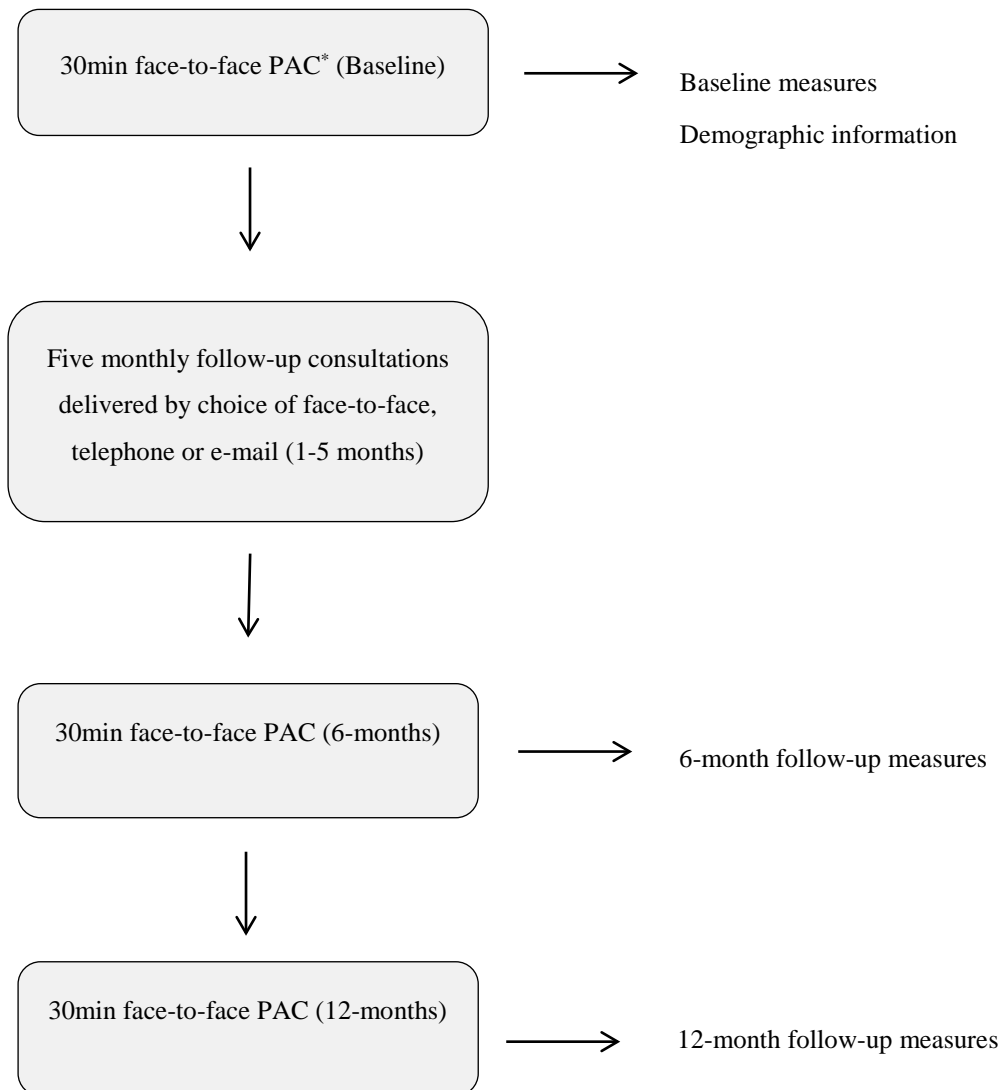 30min face-to-face PAC* (Baseline)
Baseline measures
Demographic information
Five monthly follow-up consultations
delivered by choice of face-to-face,
telephone or e-mail (1-5 months)
30min face-to-face PAC (6-months)
6-month follow-up measures
30min face-to-face PAC (12-months)
12-month follow-up measures